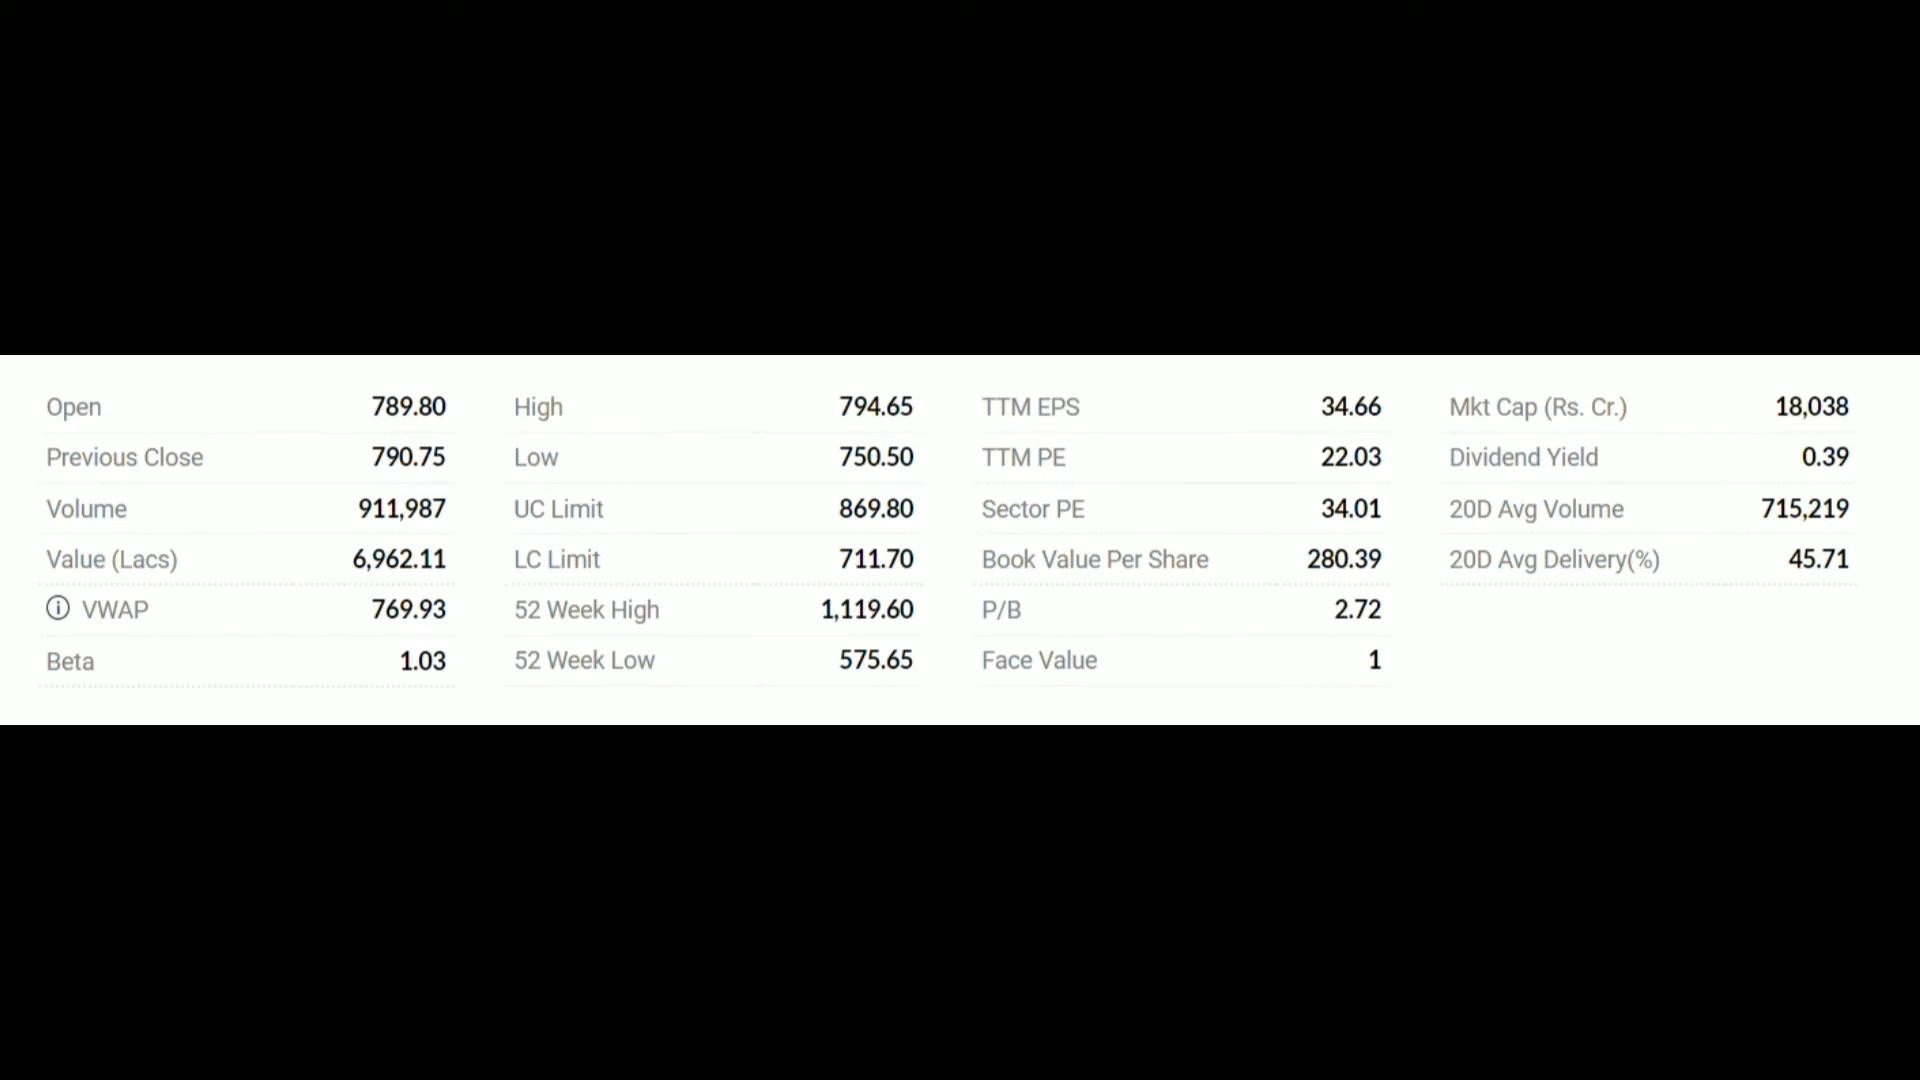 Open 789.80 High 794.65 TTM EPS 34.66 Mkt Cap (Rs. Cr.) 18,038
Previous Close 790.75 Low 750.50 TTM PE 22.03 Dividend Yield 0.39
Volume 911,987 UC Limit 869.80 Sector PE 34.01 20D Avg Volume 715,219
Value (Lacs) 6,962.11 LC Limit 711.70 Book Value Per Share 280.39 20D Avg Delivery(%) 45.71
VWAP 769.93 52 Week High 1,119.60 P/B 2.72
Beta 1.03 52 Week Low 575.65 Face Value 1